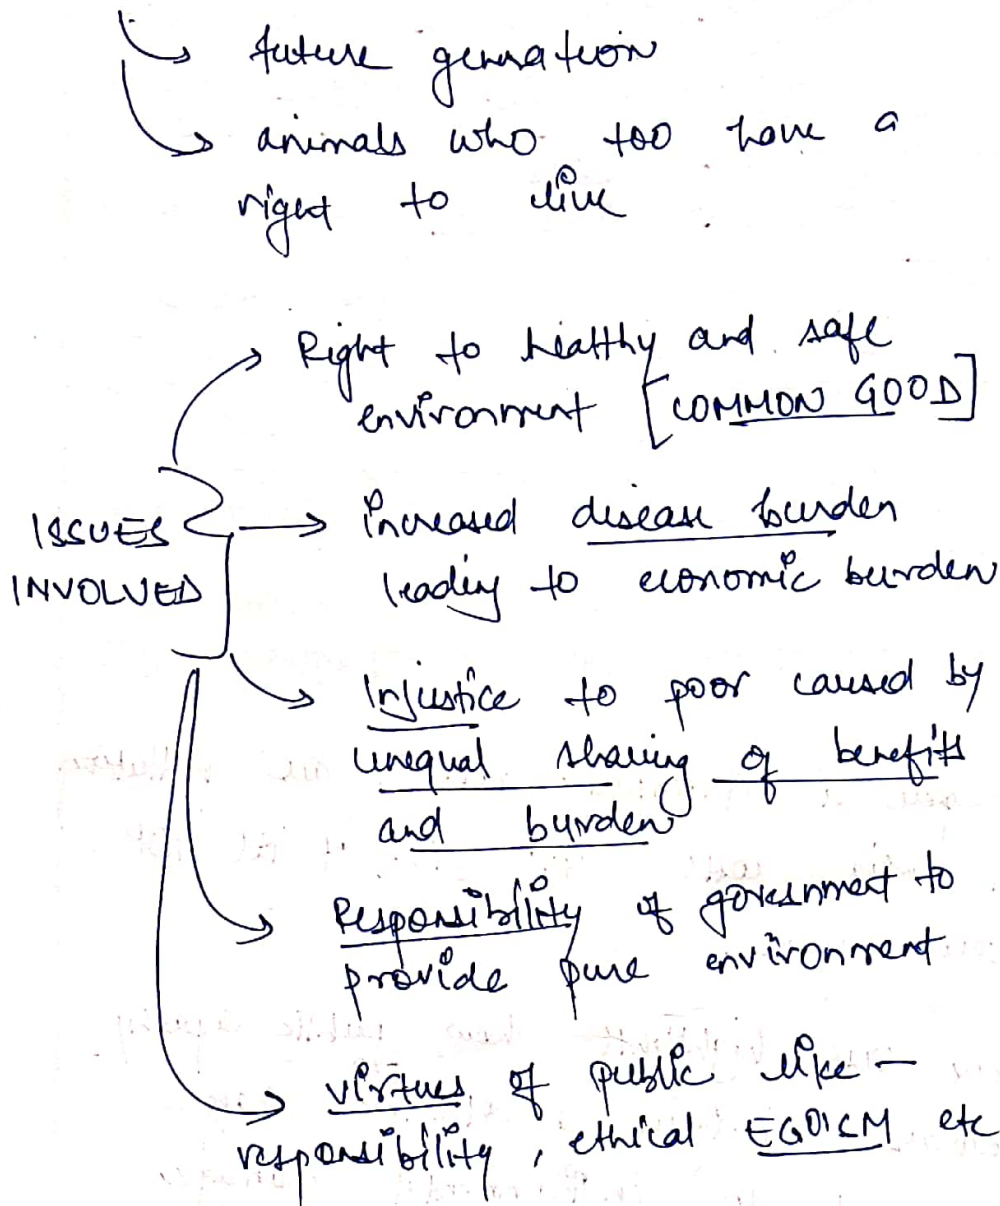 future genration
animals who too have a
right to live
Right to healthy and safe
environment [COMMON GOOD]
ISSUES
INVOLVED
increased disease burden
leading to economic burden
Injustice to poor caused by
unequal sharing of benefits
and burden
Responsibility of government to
provide pure environment
virtues of public like –
responsibility, ethical EGOISM etc